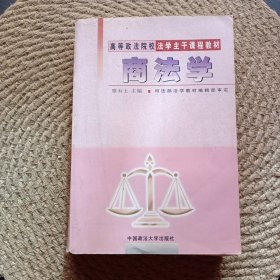 高等政法院校 法学主干课程教材
商法学
覃有土 主编 ■ 司法部法学教材编辑部审定
中国政法大学出版社